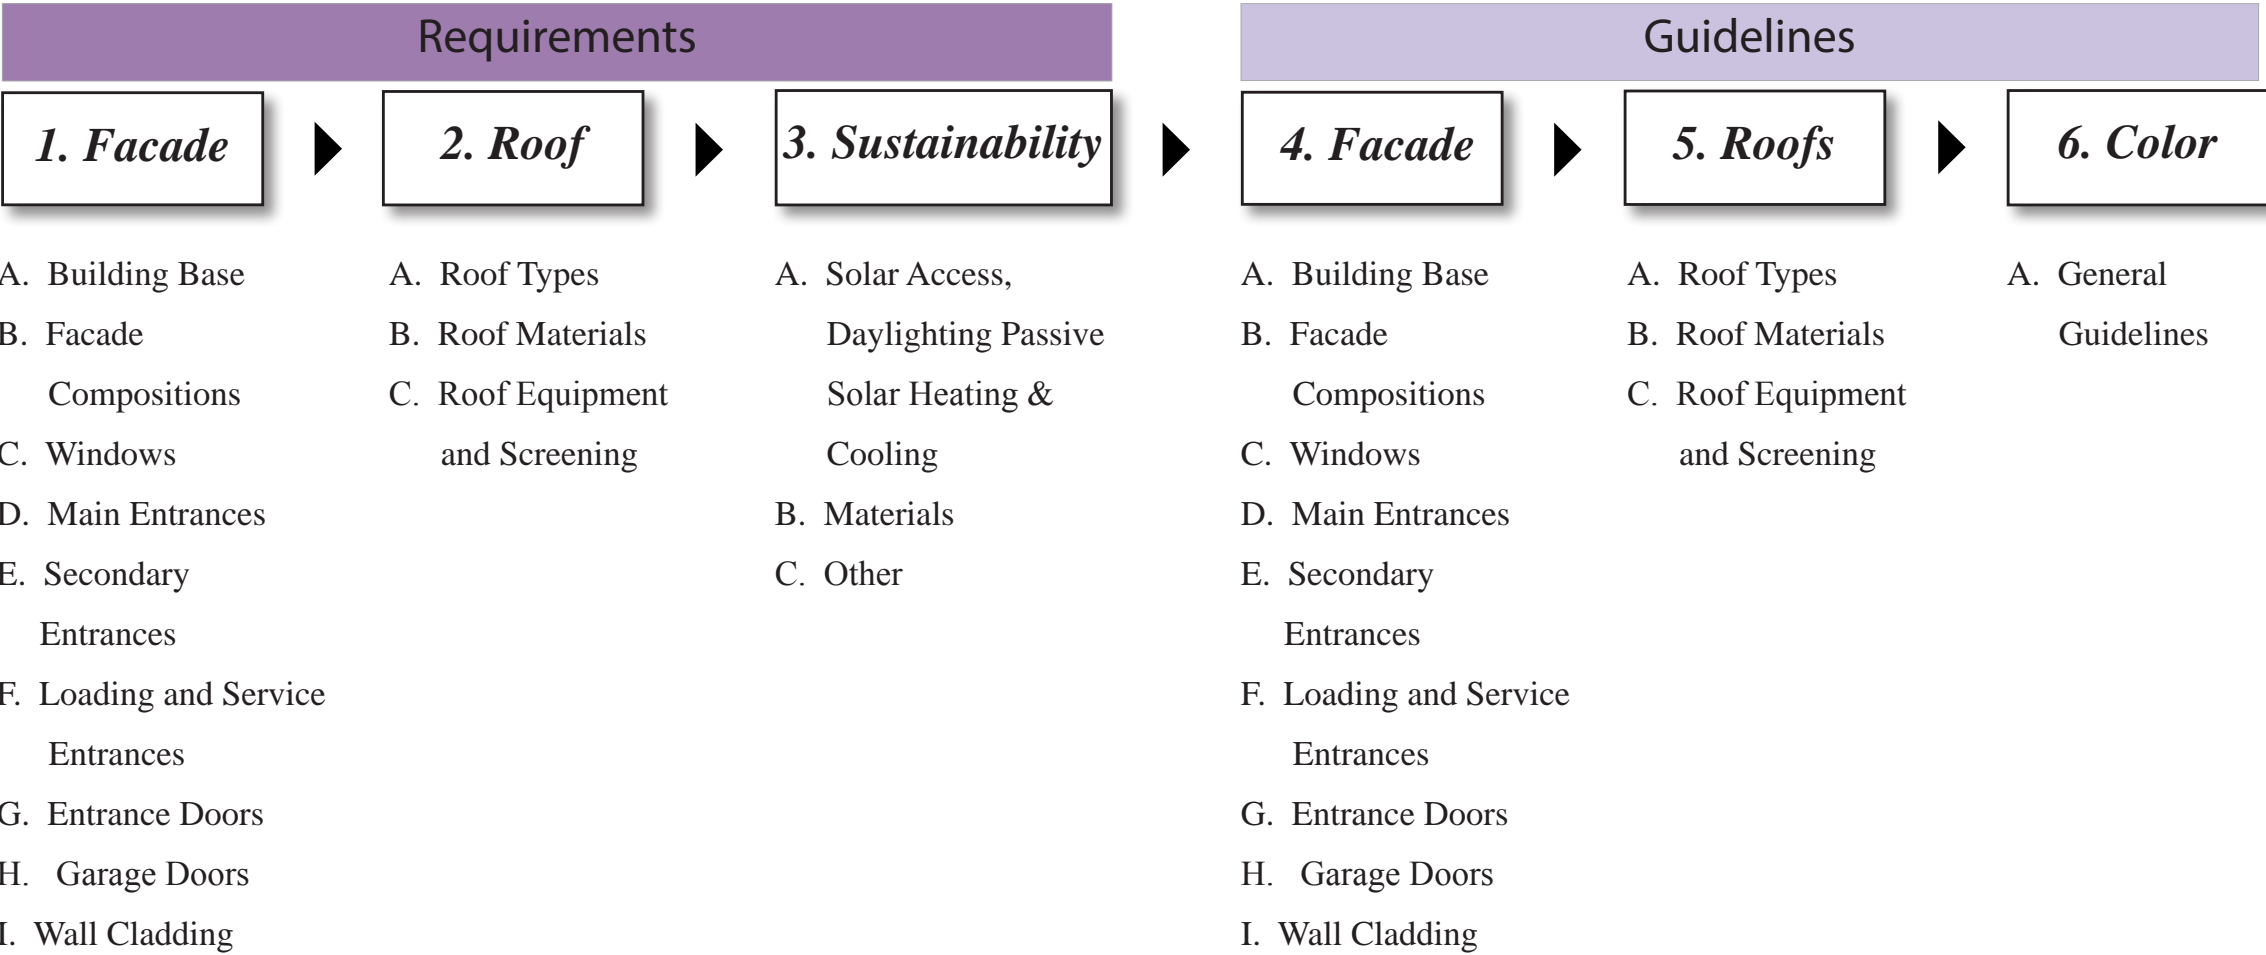 Requirements
Guidelines
1. Facade
2. Roof
3. Sustainability
4. Facade
5. Roofs
6. Color
A. Building Base
B. Facade
Compositions
C. Windows
D. Main Entrances
E. Secondary
Entrances
F. Loading and Service
Entrances
G. Entrance Doors
H. Garage Doors
I. Wall Cladding
A. Roof Types
B. Roof Materials
C. Roof Equipment
and Screening
A. Solar Access,
Daylighting Passive
Solar Heating &
Cooling
B. Materials
C. Other
A. Building Base
B. Facade
Compositions
C. Windows
D. Main Entrances
E. Secondary
Entrances
F. Loading and Service
Entrances
G. Entrance Doors
H. Garage Doors
I. Wall Cladding
A. Roof Types
B. Roof Materials
C. Roof Equipment
and Screening
A. General
Guidelines